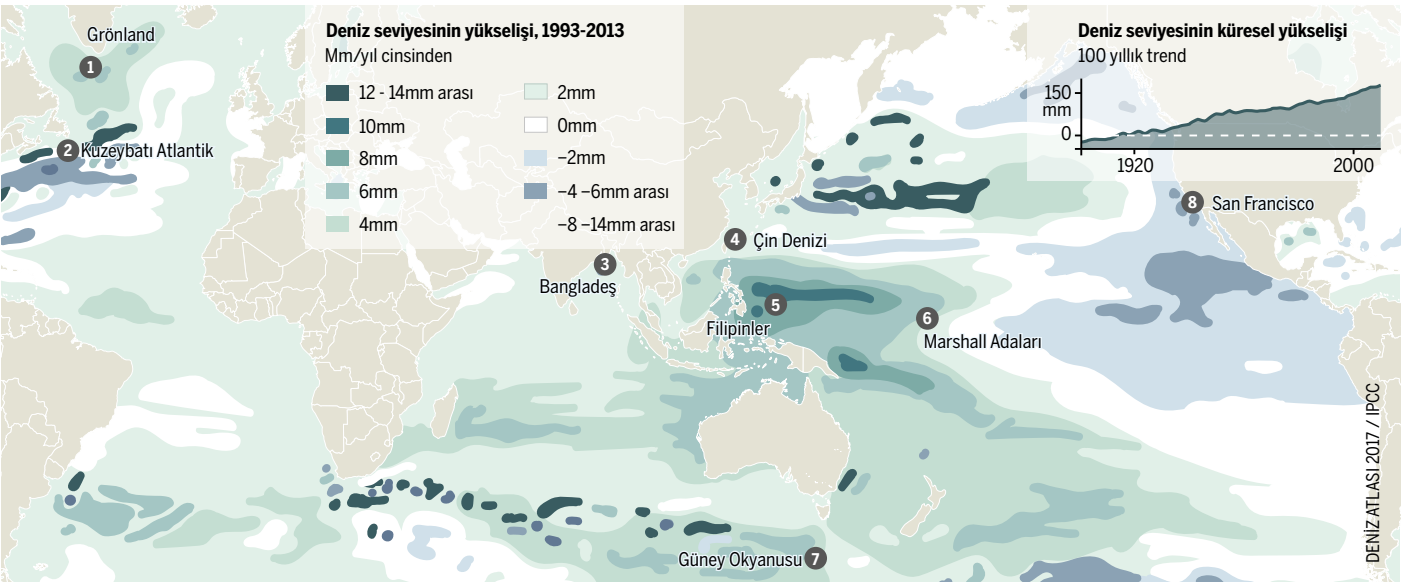 Deniz seviyesinin yükselişi, 1993-2013
Mm/yıl cinsinden
12 - 14mm arası
10mm
8mm
6mm
4mm
2mm
0mm
−2mm
−4 −6mm arası
−8 −14mm arası
Deniz seviyesinin küresel yükselişi
100 yıllık trend
150
mm
0
1920
2000
Grönland
1
2 Kuzeybatı Atlantik
3
Bangladeş
4 Çin Denizi
5
Filipinler
6
Marshall Adaları
Güney Okyanusu 7
8 San Francisco
DENİZ ATLASI 2017 / IPCC